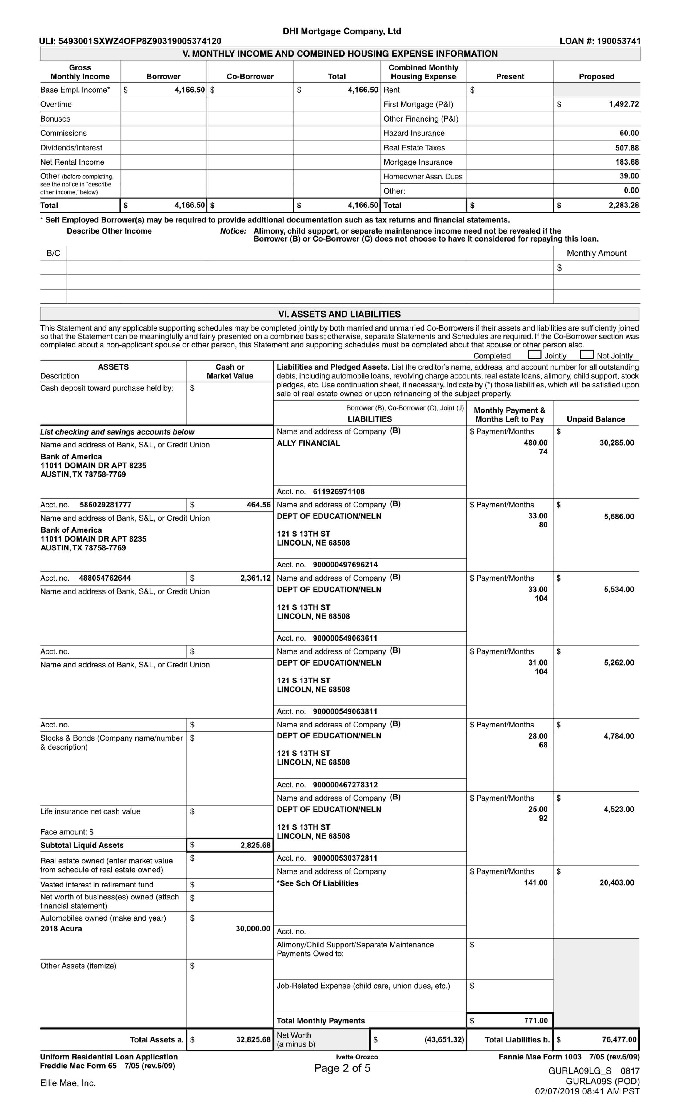 DHI Mortgage Company, Ltd
ULI: 5493001SXWZ4OFP8Z90319005374120 LOAN #: 190053741
V. MONTHLY INCOME AND COMBINED HOUSING EXPENSE INFORMATION
Gross Monthly Income Borrower Co-Borrower Total Combined Monthly Housing Expense Present Proposed
Base Empl. Income* $ 4,166.50 $ $ 4,166.50 Rent $
Overtime First Mortgage (P&I) $ 1,492.72
Bonuses Other Financing (P&I)
Commissions Hazard Insurance 60.00
Dividends/Interest Real Estate Taxes 507.88
Net Rental Income Mortgage Insurance 183.68
Other (before completing, see the notice in "describe other income," below) Homeowner Assn. Dues 39.00
Other: 0.00
Total $ 4,166.50 $ $ 4,166.50 Total $ $ 2,283.28
* Self Employed Borrower(s) may be required to provide additional documentation such as tax returns and financial statements.
Describe Other Income Notice: Alimony, child support, or separate maintenance income need not be revealed if the
Borrower (B) or Co-Borrower (C) does not choose to have it considered for repaying this loan.
B/C Monthly Amount
$
VI. ASSETS AND LIABILITIES
This Statement and any applicable supporting schedules may be completed jointly by both married and unmarried Co-Borrowers if their assets and liabilities are sufficiently joined
so that the Statement can be meaningfully and fairly presented on a combined basis; otherwise, separate Statements and Schedules are required. If the Co-Borrower section was
completed about a non-applicant spouse or other person, this Statement and supporting schedules must be completed about that spouse or other person also.
Completed Jointly Not Jointly
ASSETS Cash or Market Value
Description
Cash deposit toward purchase held by: $
Liabilities and Pledged Assets. List the creditor's name, address, and account number for all outstanding
debts, including automobile loans, revolving charge accounts, real estate loans, alimony, child support, stock
pledges, etc. Use continuation sheet, if necessary. Indicate by (*) those liabilities, which will be satisfied upon
sale of real estate owned or upon refinancing of the subject property.
Borrower (B), Co-Borrower (C), Joint (J)
LIABILITIES Monthly Payment & Months Left to Pay Unpaid Balance
List checking and savings accounts below Name and address of Company (B) $ Payment/Months $
Name and address of Bank, S&L, or Credit Union ALLY FINANCIAL 480.00 30,285.00
74
Bank of America
11011 DOMAIN DR APT 8235
AUSTIN, TX 78758-7769
Acct. no. 611926971108
Acct. no. 586029281777 $ 464.56 Name and address of Company (B) $ Payment/Months $
Name and address of Bank, S&L, or Credit Union DEPT OF EDUCATION/NELN 33.00 5,686.00
80
Bank of America
11011 DOMAIN DR APT 8235
AUSTIN, TX 78758-7769
121 S 13TH ST
LINCOLN, NE 68508
Acct. no. 900000497696214
Acct. no. 488054762644 $ 2,361.12 Name and address of Company (B) $ Payment/Months $
Name and address of Bank, S&L, or Credit Union DEPT OF EDUCATION/NELN 33.00 5,534.00
104
121 S 13TH ST
LINCOLN, NE 68508
Acct. no. 900000549063611
Acct. no. $ Name and address of Company (B) $ Payment/Months $
Name and address of Bank, S&L, or Credit Union DEPT OF EDUCATION/NELN 31.00 5,262.00
104
121 S 13TH ST
LINCOLN, NE 68508
Acct. no. 900000549063811
Acct. no. $ Name and address of Company (B) $ Payment/Months $
Stocks & Bonds (Company name/number & description) $ DEPT OF EDUCATION/NELN 28.00 4,784.00
68
121 S 13TH ST
LINCOLN, NE 68508
Acct. no. 900000467278312
Name and address of Company (B) $ Payment/Months $
Life insurance net cash value $ DEPT OF EDUCATION/NELN 25.00 4,523.00
92
Face amount: $
121 S 13TH ST
LINCOLN, NE 68508
Subtotal Liquid Assets $ 2,825.68
Acct. no. 900000530372811
Real estate owned (enter market value from schedule of real estate owned) $
Name and address of Company $ Payment/Months $
Vested interest in retirement fund $ *See Sch Of Liabilities 141.00 20,403.00
Net worth of business(es) owned (attach financial statement) $
Automobiles owned (make and year) $
2018 Acura 30,000.00 Acct. no.
Alimony/Child Support/Separate Maintenance Payments Owed to: $
Other Assets (itemize) $
Job-Related Expense (child care, union dues, etc.) $
Total Monthly Payments $ 771.00
Total Assets a. $ 32,825.68 Net Worth (a minus b) $ (43,651.32) Total Liabilities b. $ 76,477.00
Uniform Residential Loan Application Ivette Orozco Fannie Mae Form 1003 7/05 (rev.6/09)
Freddie Mac Form 65 7/05 (rev.6/09) Page 2 of 5
GURLA09LG_S 0817
Ellie Mae, Inc. GURLA09S (POD)
02/07/2019 08:41 AM PST